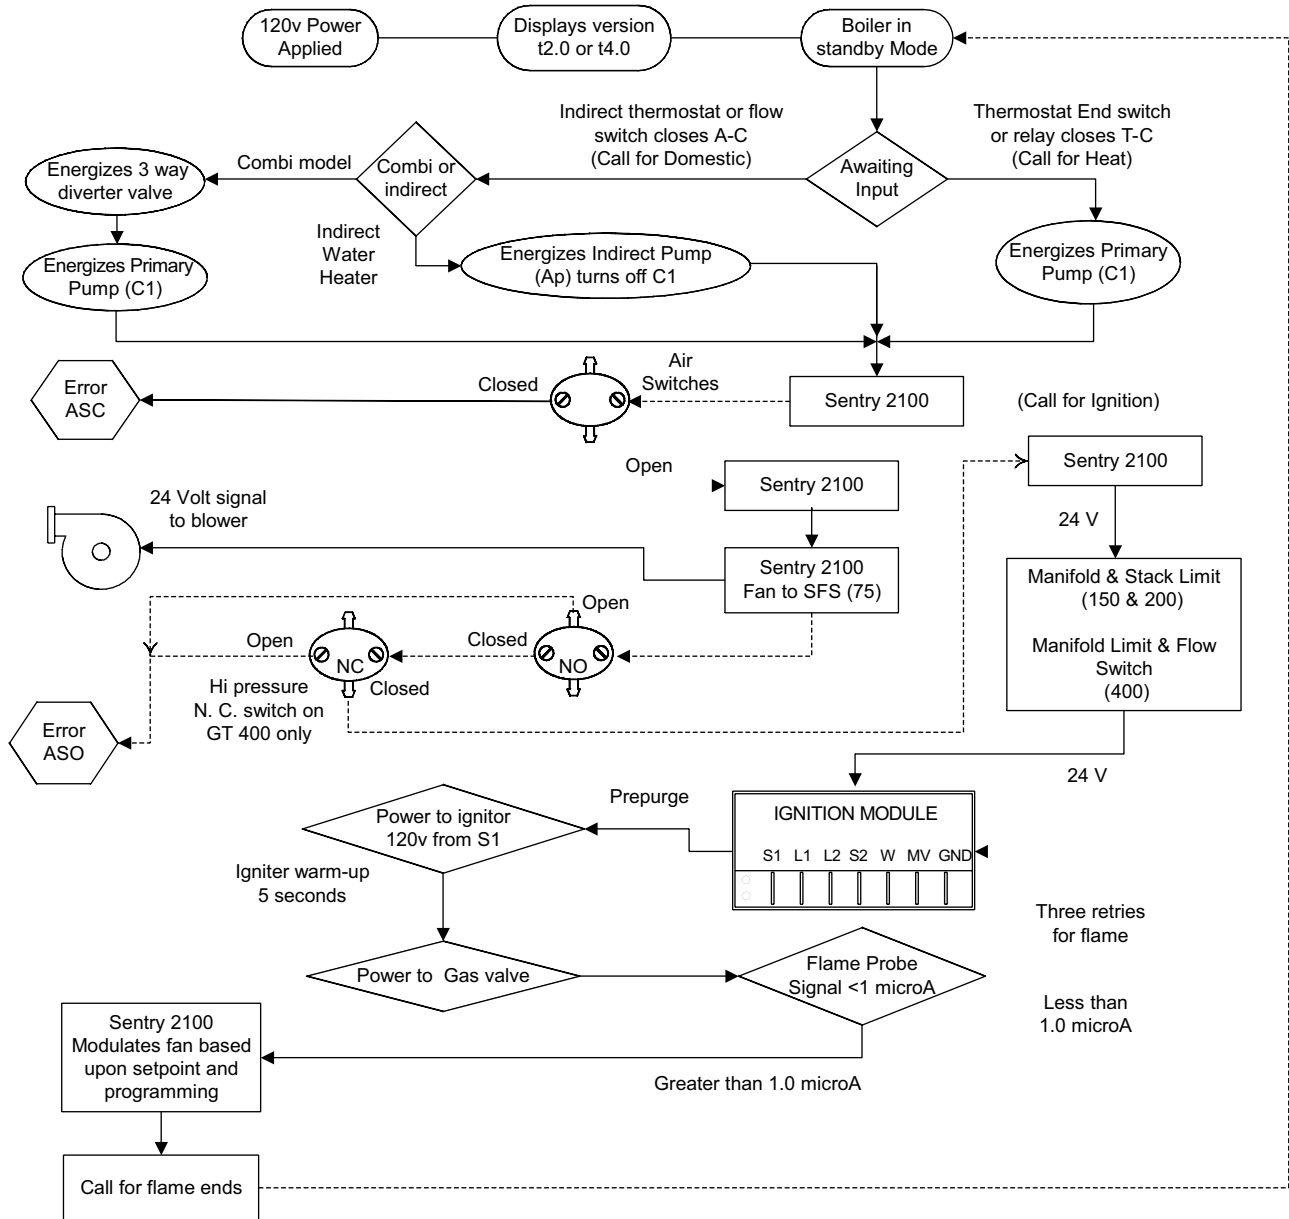 120v Power
Applied
Displays version
t2.0 or t4.0
Boiler in
standby Mode
Indirect thermostat or flow
switch closes A-C
(Call for Domestic)
Thermostat End switch
or relay closes T-C
(Call for Heat)
Awaiting
Input
Combi or
indirect
Combi model
Energizes 3 way
diverter valve
Indirect
Water
Heater
Energizes Primary
Pump (C1)
Energizes Indirect Pump
(Ap) turns off C1
Energizes Primary
Pump (C1)
Air
Switches
Closed
Error
ASC
Sentry 2100
(Call for Ignition)
Sentry 2100
Open
Sentry 2100
24 V
24 Volt signal
to blower
Sentry 2100
Fan to SFS (75)
Manifold & Stack Limit
(150 & 200)
Manifold Limit & Flow
Switch
(400)
Open
Closed
Open
NO
NC
Closed
Hi pressure
N. C. switch on
GT 400 only
Error
ASO
24 V
Prepurge
IGNITION MODULE
S1 L1 L2 S2 W MV GND
Power to ignitor
120v from S1
Igniter warm-up
5 seconds
Three retries
for flame
Power to Gas valve
Flame Probe
Signal <1 microA
Less than
1.0 microA
Sentry 2100
Modulates fan based
upon setpoint and
programming
Greater than 1.0 microA
Call for flame ends